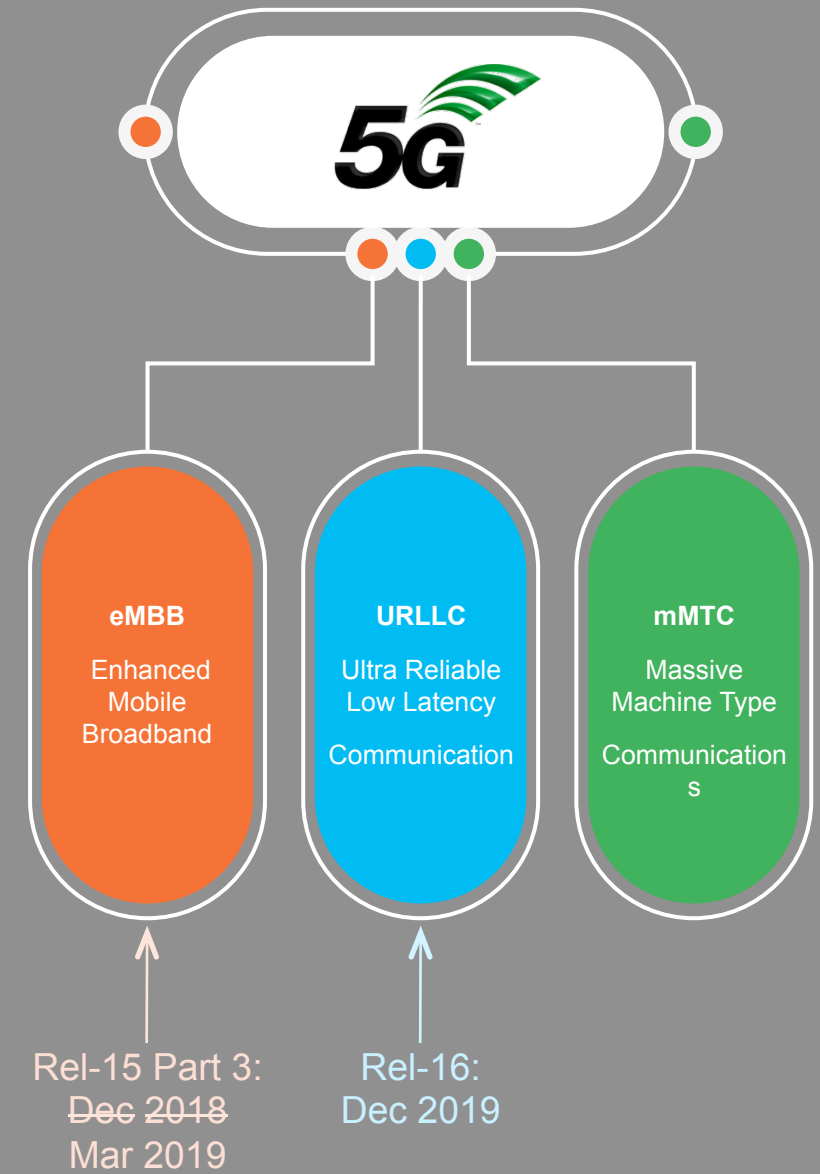 5G
eMBB
Enhanced
Mobile
Broadband
URLLC
Ultra Reliable
Low Latency
Communication
mMTC
Massive
Machine Type
Communication
s
Rel-15 Part 3:
Dec 2018
Mar 2019
Rel-16:
Dec 2019